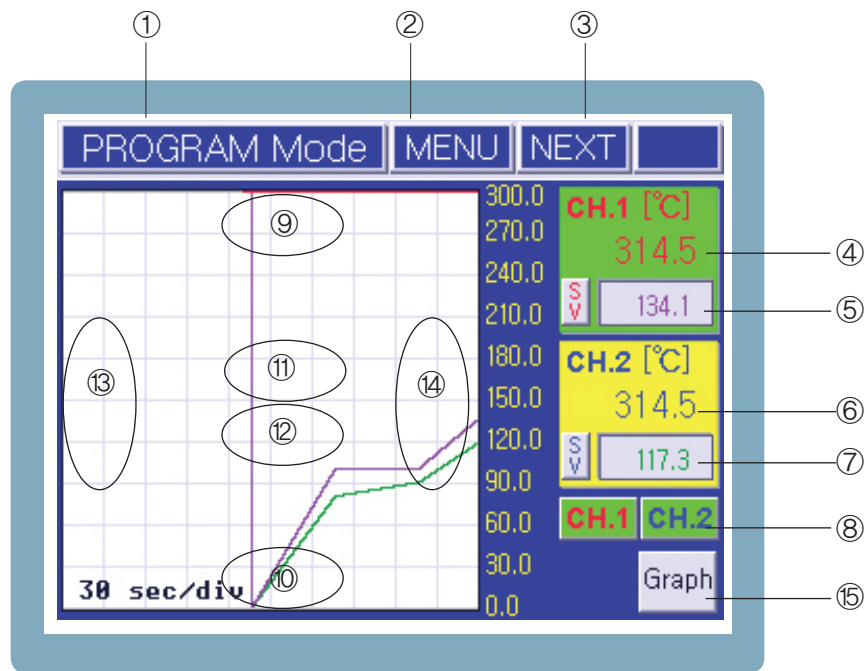 ① ② ③
PROGRAM Mode MENU NEXT
300.0
270.0
240.0
210.0
180.0
150.0
120.0
90.0
60.0
30.0
0.0
CH.1 [℃]
314.5 ④
SV 134.1 ⑤
CH.2 [℃]
314.5 ⑥
SV 117.3 ⑦
CH.1 CH.2 ⑧
Graph ⑮
⑨
⑪
⑬ ⑭
⑫
⑩
30 sec/div